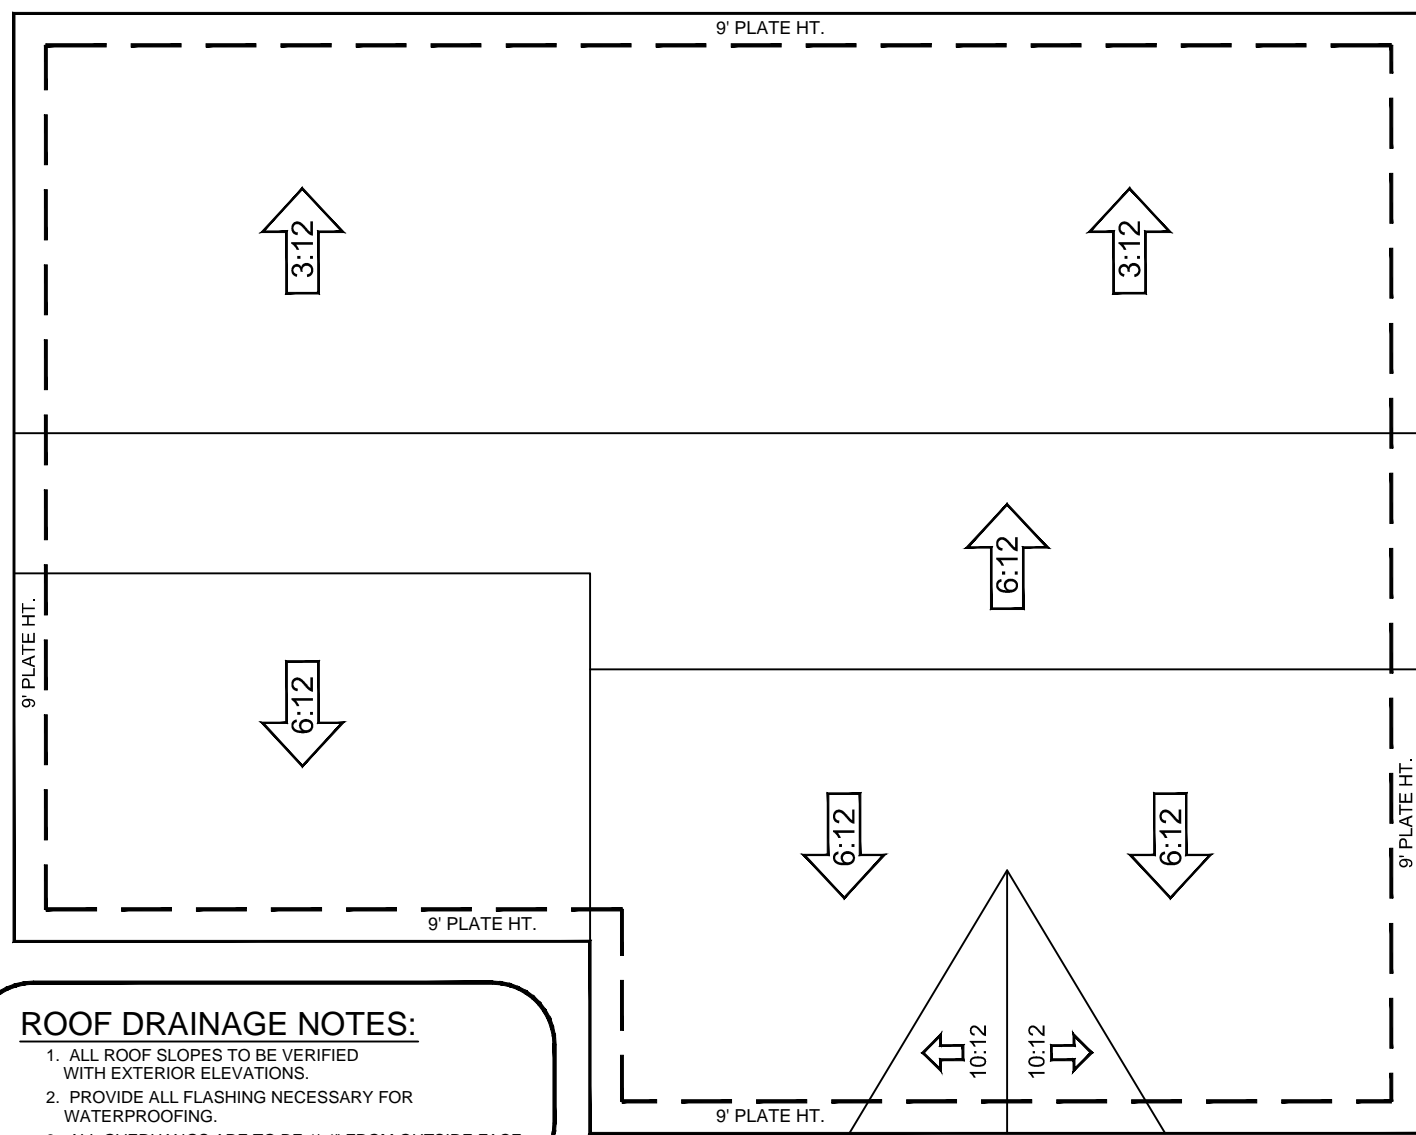 9' PLATE HT.
3:12
3:12
6:12
9' PLATE HT.
6:12
6:12
6:12
9' PLATE HT.
9' PLATE HT.
10:12
10:12
9' PLATE HT.
ROOF DRAINAGE NOTES:
1. ALL ROOF SLOPES TO BE VERIFIED
WITH EXTERIOR ELEVATIONS.
2. PROVIDE ALL FLASHING NECESSARY FOR
WATERPROOFING.